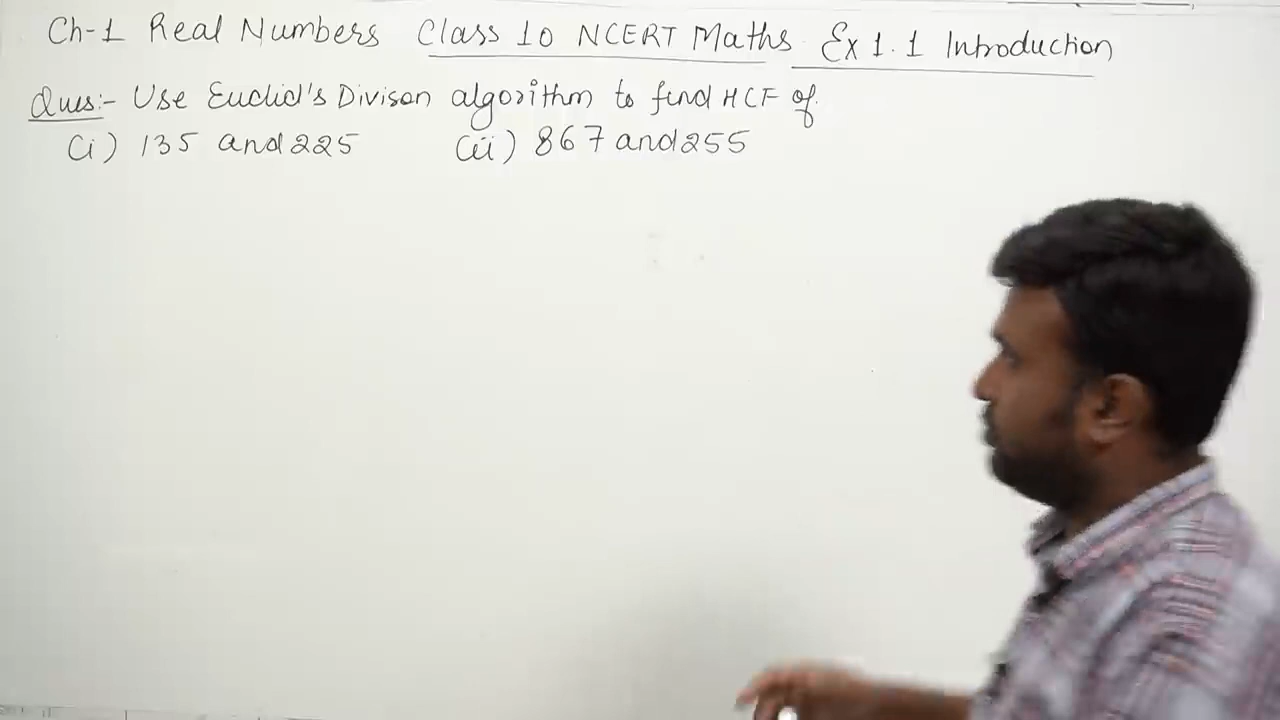 Ch-1 Real Numbers Class 10 NCERT Maths Ex 1.1 Introduction
Ques:- Use Euclid's Divison algorithm to find HCF of.
(i) 135 and 225 (iii) 867 and 255